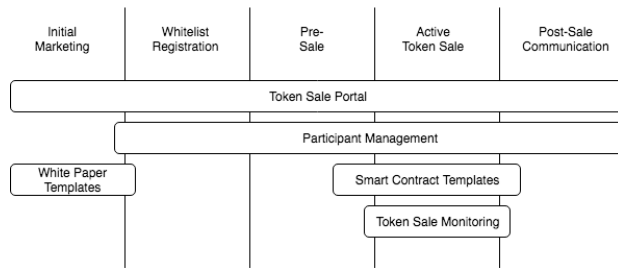 Initial
Marketing
Whitelist
Registration
Pre-
Sale
Active
Token Sale
Post-Sale
Communication
Token Sale Portal
Participant Management
White Paper
Templates
Smart Contract Templates
Token Sale Monitoring